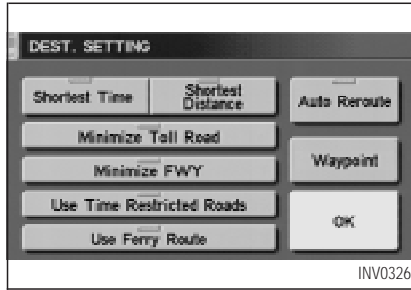 DEST. SETTING
Shortest Time
Shortest
Distance
Auto Reroute
Minimize Toll Road
Minimize FWY
Waypoint
Use Time Restricted Roads
Use Ferry Route
OK
INV0326